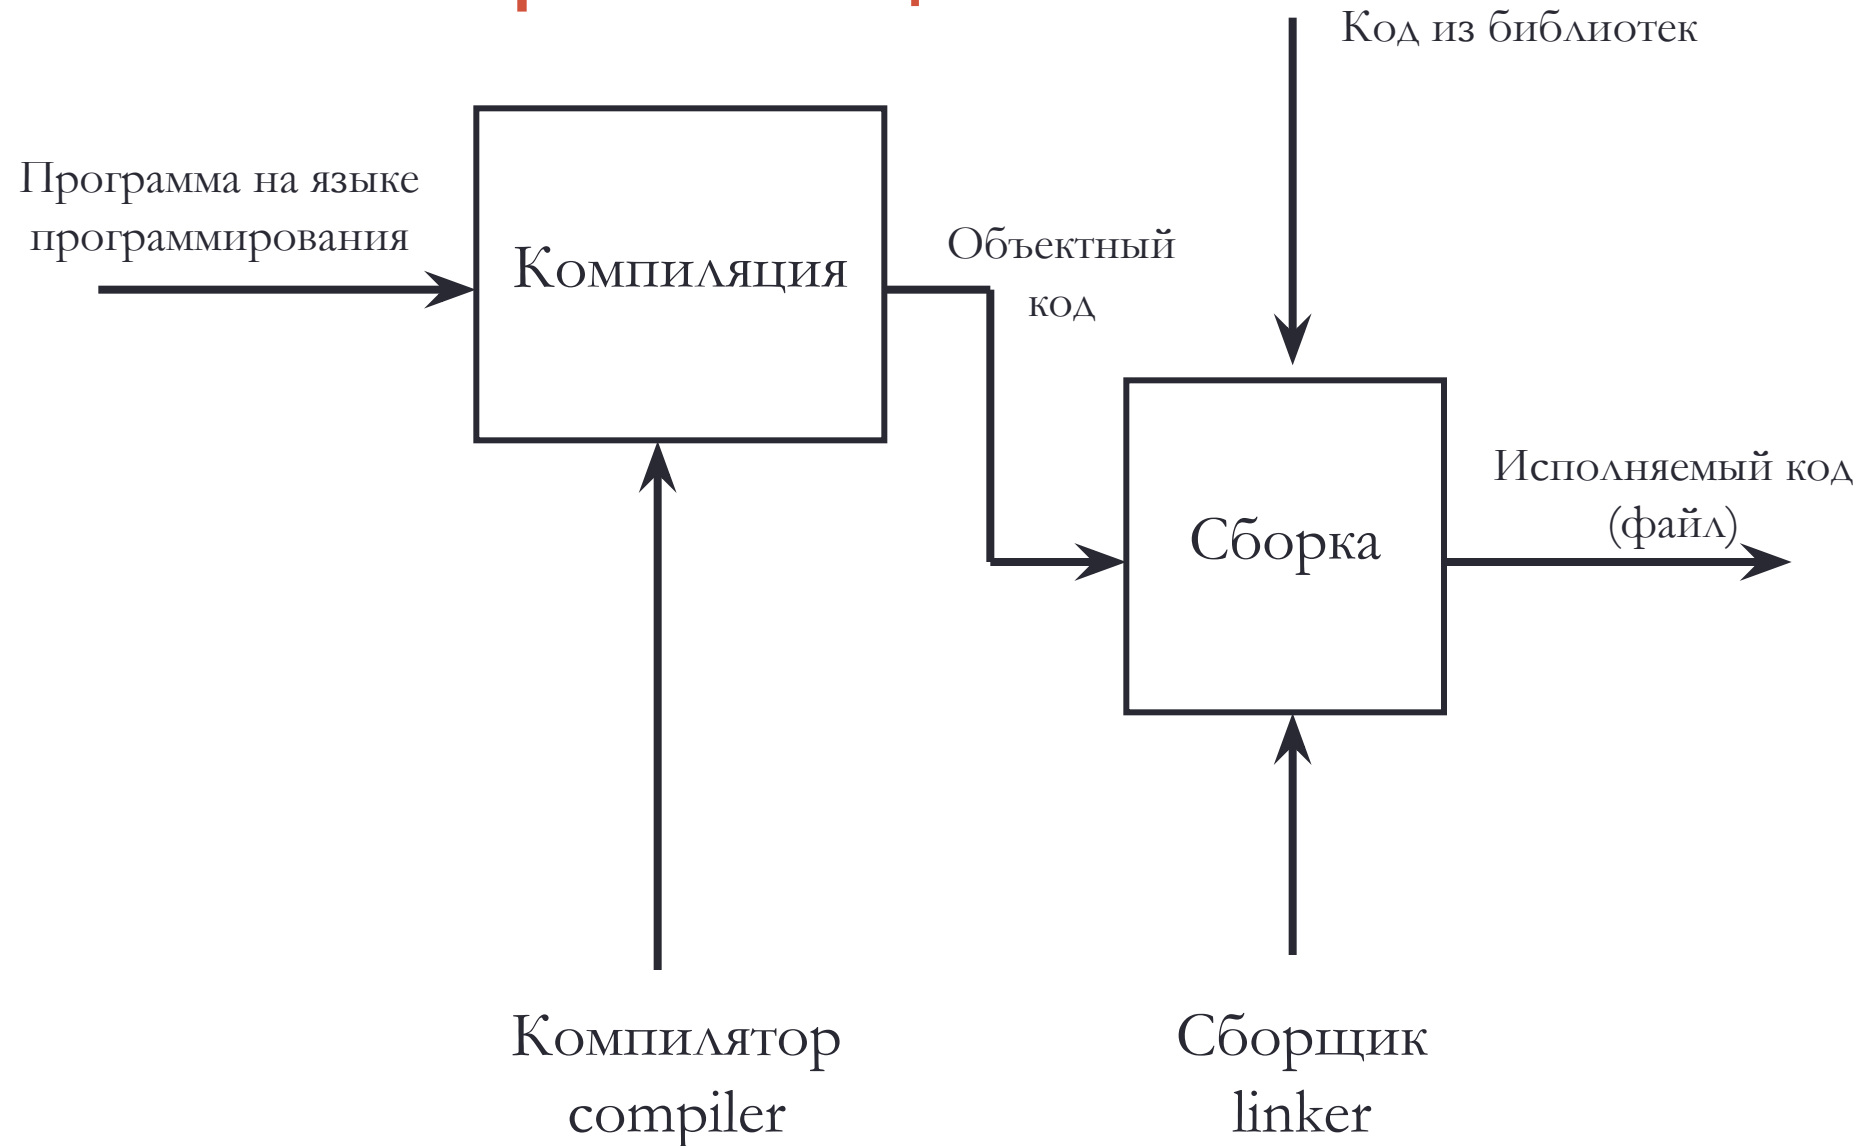 Код из библиотек
Программа на языке
программирования
Компиляция
Объектный
код
Исполняемый код
(файл)
Сборка
Компилятор
compiler
Сборщик
linker